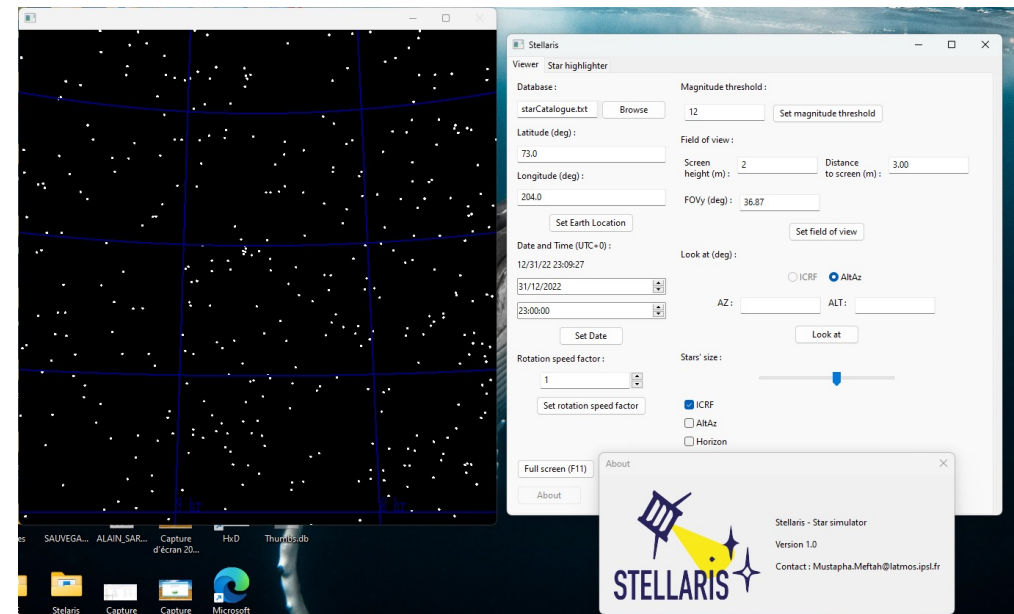 Stellaris
Viewer
Star highlighter
Database :
starCatalogue.txt
Browse
Latitude (deg) :
73.0
Longitude (deg) :
204.0
Set Earth Location
Date and Time (UTC+0) :
12/31/22 23:09:27
31/12/2022
23:00:00
Set Date
Rotation speed factor :
1
Set rotation speed factor
Full screen (F11)
About
Magnitude threshold :
12
Set magnitude threshold
Field of view :
Screen
height (m) :
2
Distance
to screen (m) :
3.00
FOVy (deg) :
36.87
Set field of view
Look at (deg) :
ICRF
AltAz
AZ :
ALT :
Look at
Stars' size :
ICRF
AltAz
Horizon
About
STELLARIS
Stellaris - Star simulator
Version 1.0
Contact : Mustapha.Meftah@latmos.ipsl.fr
es
SAUVEGA...
ALAIN_SAR...
Capture
d'écran 20...
HxD
Thumbs.db
Stelaris
Capture
Capture
Microsoft